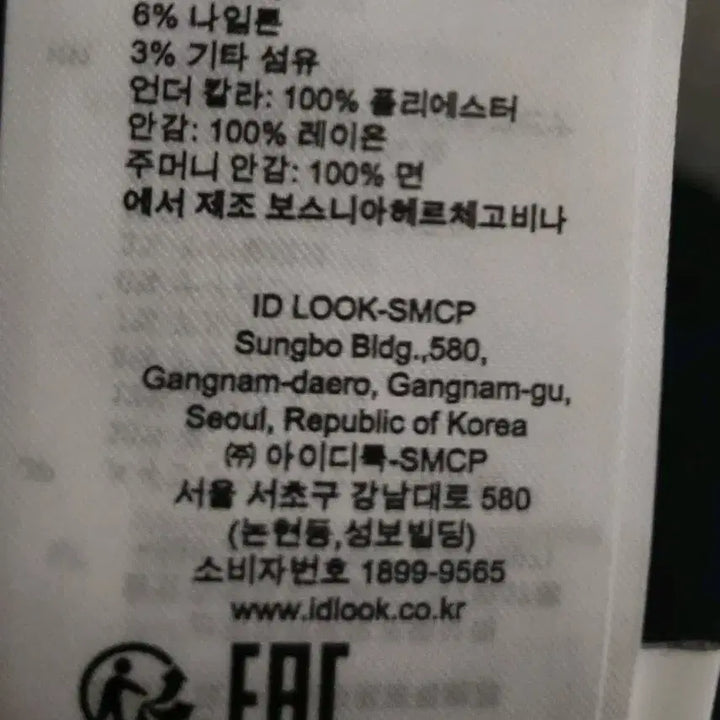 6% 나일론
3% 기타 섬유
언더 칼라: 100% 폴리에스터
안감: 100% 레이온
주머니 안감: 100% 면
에서 제조 보스니아헤르체고비나
ID LOOK-SMCP
Sungbo Bldg.,580,
Gangnam-daero, Gangnam-gu,
Seoul, Republic of Korea
㈜ 아이디룩-SMCP
서울 서초구 강남대로 580
(논현동,성보빌딩)
소비자번호 1899-9565
www.idlook.co.kr
EAC